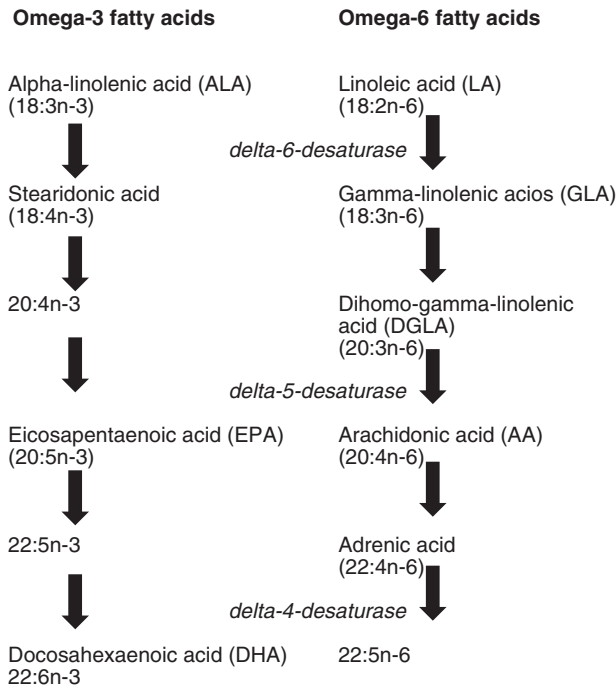 Omega-3 fatty acids
Omega-6 fatty acids
Alpha-linolenic acid (ALA)
(18:3n-3)
Linoleic acid (LA)
(18:2n-6)
delta-6-desaturase
Stearidonic acid
(18:4n-3)
Gamma-linolenic acios (GLA)
(18:3n-6)
20:4n-3
Dihomo-gamma-linolenic
acid (DGLA)
(20:3n-6)
delta-5-desaturase
Eicosapentaenoic acid (EPA)
(20:5n-3)
Arachidonic acid (AA)
(20:4n-6)
22:5n-3
Adrenic acid
(22:4n-6)
delta-4-desaturase
Docosahexaenoic acid (DHA)
22:6n-3
22:5n-6